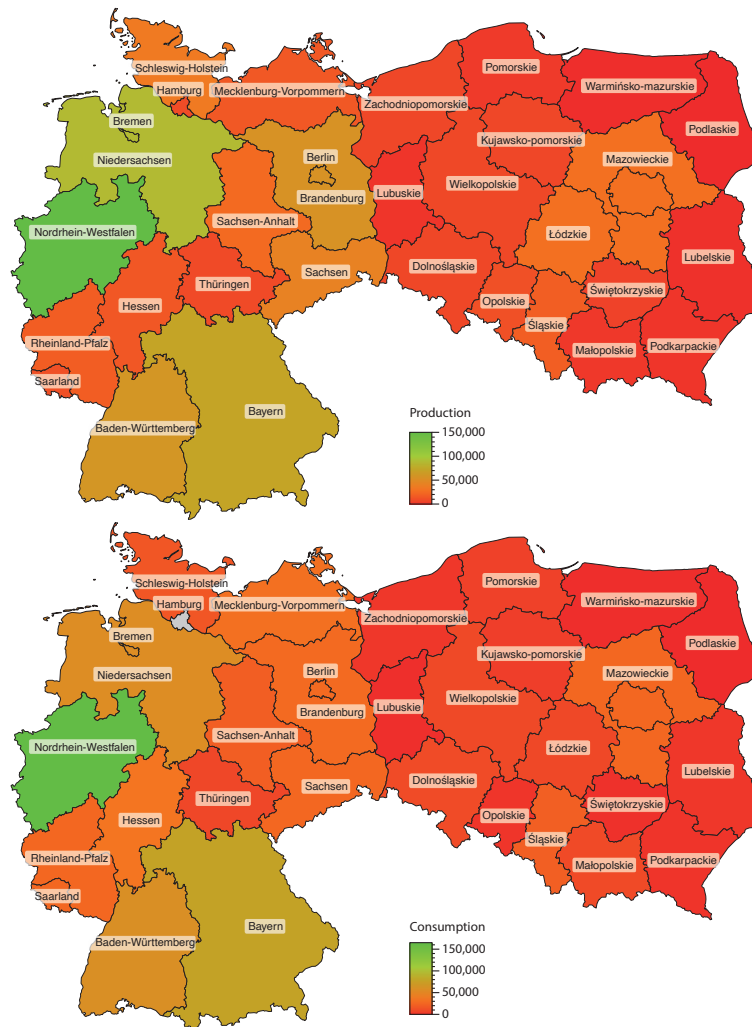 Schleswig-Holstein
Pomorskie
Hamburg
Mecklenburg-Vorpommern
Warmińsko-mazurskie
Zachodniopomorskie
Bremen
Podlaskie
Kujawsko-pomorskie
Niedersachsen
Berlin
Mazowieckie
Brandenburg
Lubuskie
Wielkopolskie
Sachsen-Anhalt
Nordrhein-Westfalen
Łódzkie
Lubelskie
Dolnośląskie
Sachsen
Thüringen
Świętokrzyskie
Opolskie
Hessen
Śląskie
Rheinland-Pfalz
Podkarpackie
Małopolskie
Saarland
Bayern
Baden-Württemberg
Production
150,000
100,000
50,000
0
Schleswig-Holstein
Pomorskie
Hamburg
Mecklenburg-Vorpommern
Warmińsko-mazurskie
Zachodniopomorskie
Bremen
Podlaskie
Kujawsko-pomorskie
Niedersachsen
Berlin
Mazowieckie
Wielkopolskie
Lubuskie
Brandenburg
Sachsen-Anhalt
Nordrhein-Westfalen
Łódzkie
Lubelskie
Dolnośląskie
Sachsen
Thüringen
Świętokrzyskie
Opolskie
Hessen
Śląskie
Rheinland-Pfalz
Podkarpackie
Małopolskie
Saarland
Bayern
Baden-Württemberg
Consumption
150,000
100,000
50,000
0